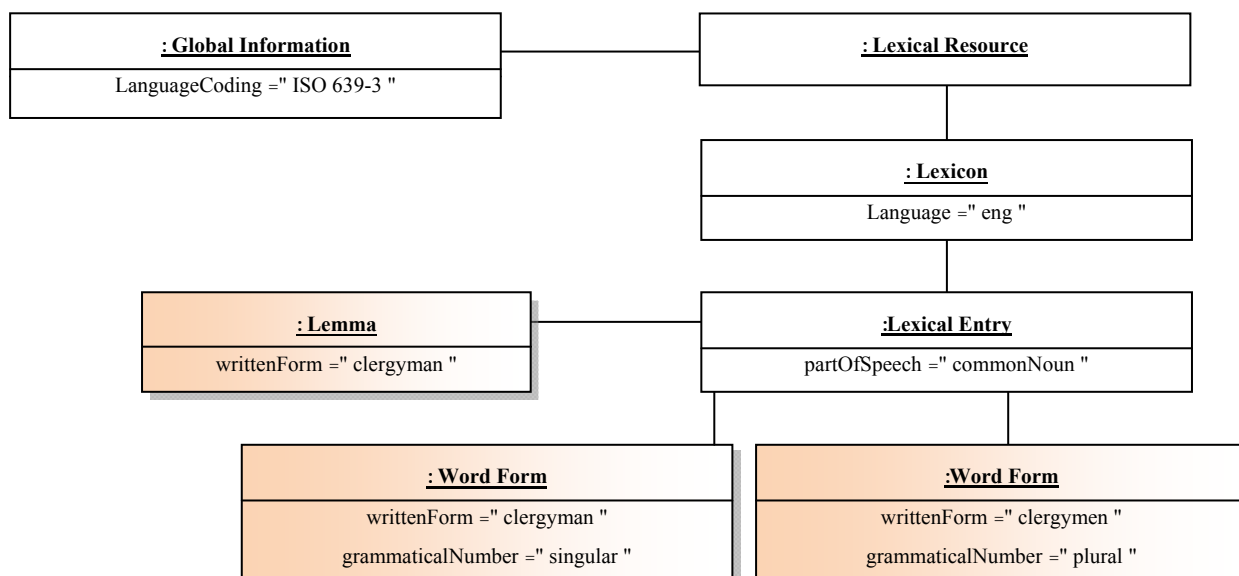 : Global Information
LanguageCoding =" ISO 639-3 "
: Lexical Resource
: Lexicon
Language =" eng "
: Lemma
writtenForm =" clergyman "
:Lexical Entry
partOfSpeech =" commonNoun "
: Word Form
writtenForm =" clergyman "
grammaticalNumber =" singular "
:Word Form
writtenForm =" clergymen "
grammaticalNumber =" plural "